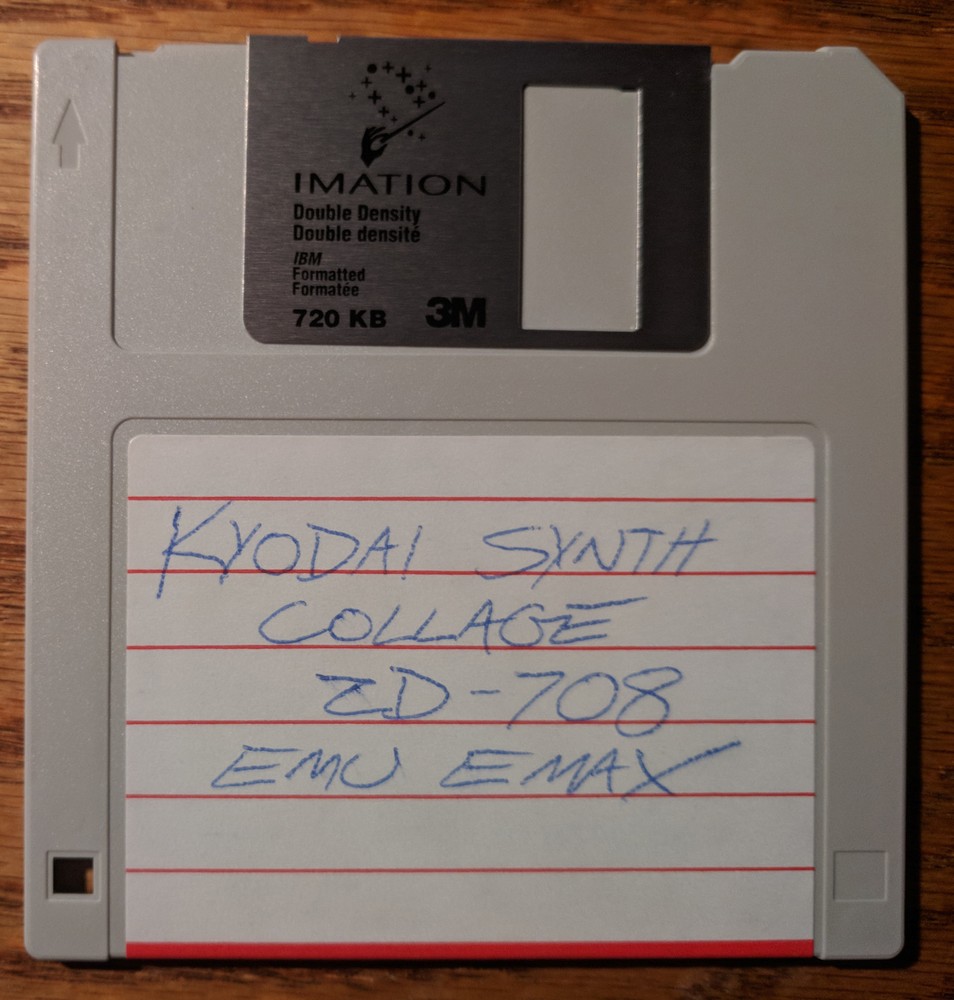 IMATION
Double Density
Double densité
IBM
Formatted
Formatée
720 KB 3M
KYODAI SYNTH
COLLAGE
ZD-708
EMU EMAX